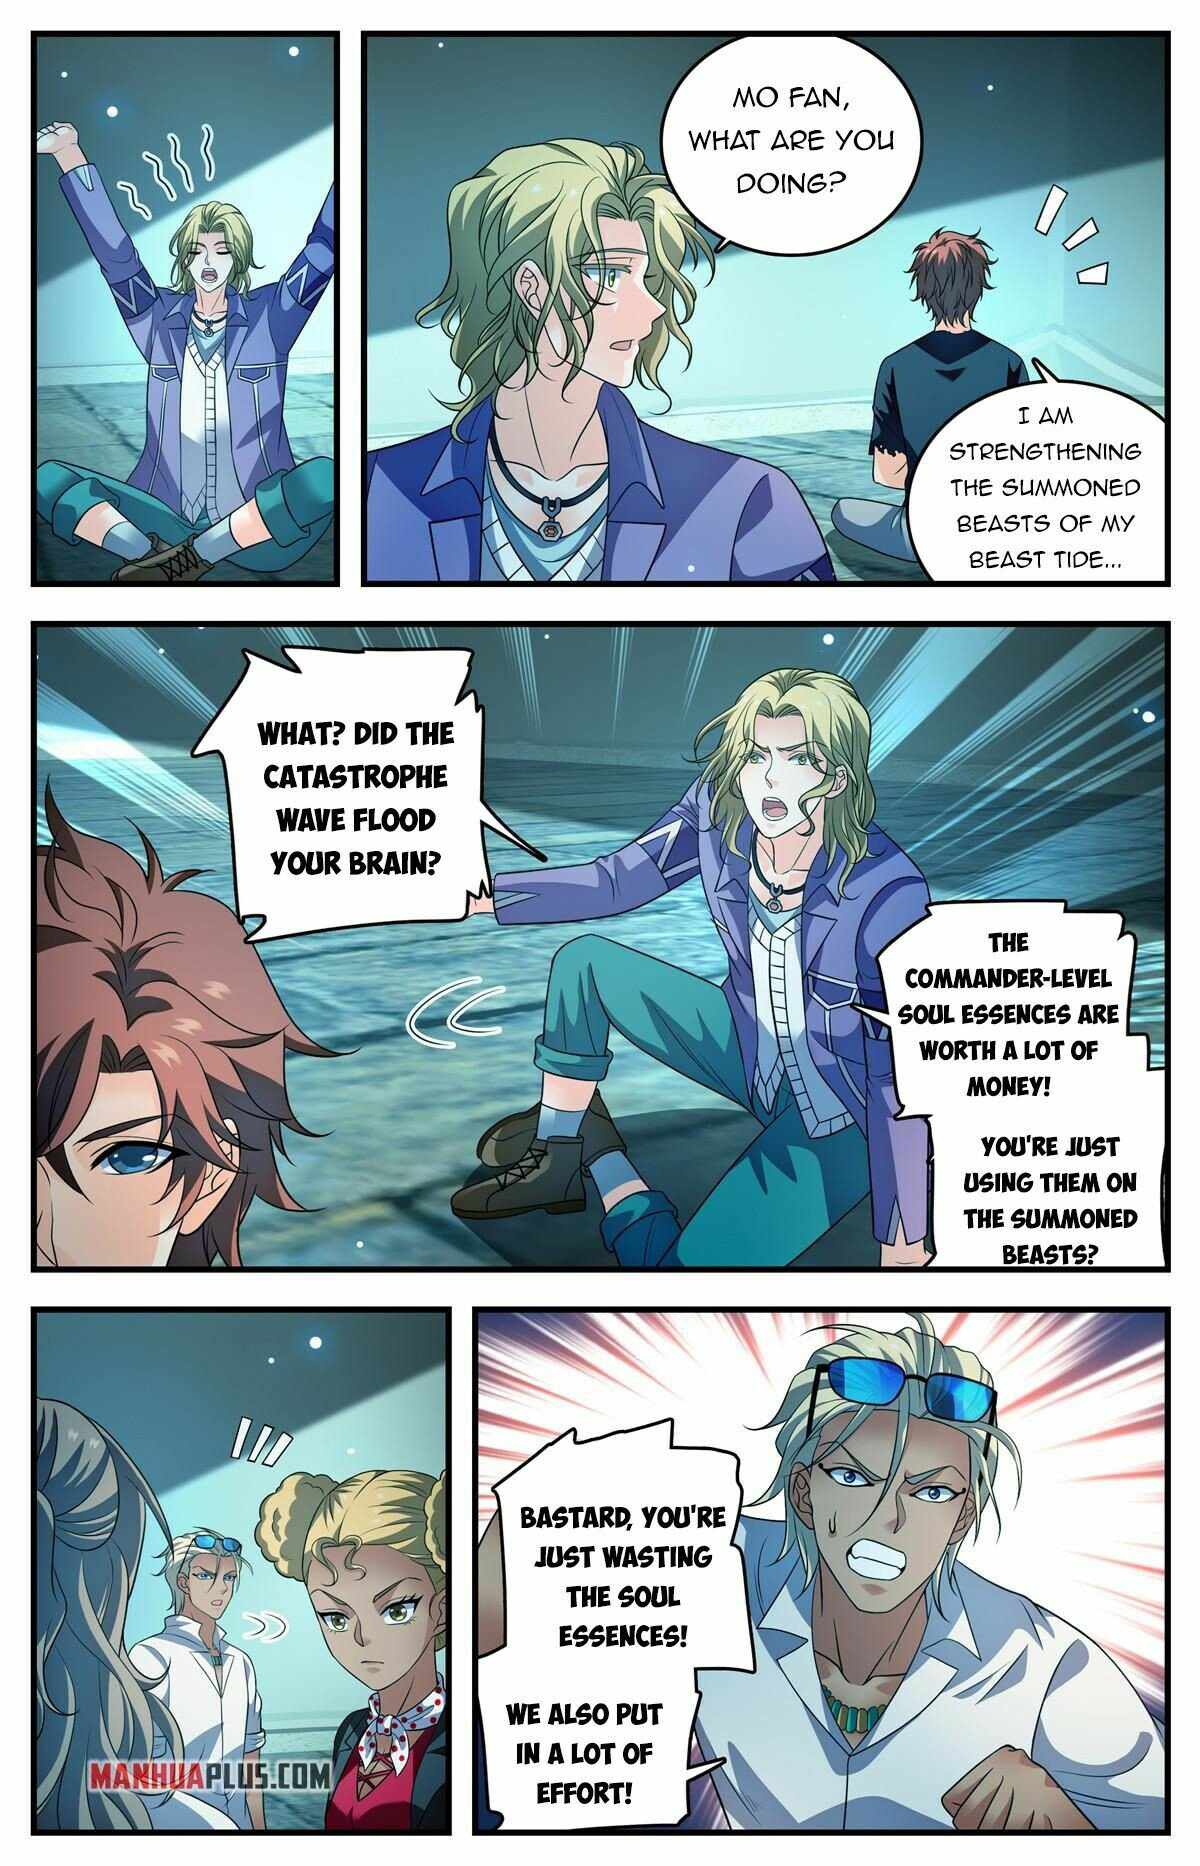 MO FAN,
WHAT ARE YOU
DOING?
I AM
STRENGTHENING
THE SUMMONED
BEASTS OF MY
BEAST TIDE...
WHAT? DID THE
CATASTROPHE
WAVE FLOOD
YOUR BRAIN?
THE
COMMANDER-LEVEL
SOUL ESSENCES ARE
WORTH A LOT OF
MONEY!
YOU'RE JUST
USING THEM ON
THE SUMMONED
BEASTS?
BASTARD, YOU'RE
JUST WASTING
THE SOUL
ESSENCES!
WE ALSO PUT
IN A LOT OF
EFFORT!
MANHUAPLUS.COM